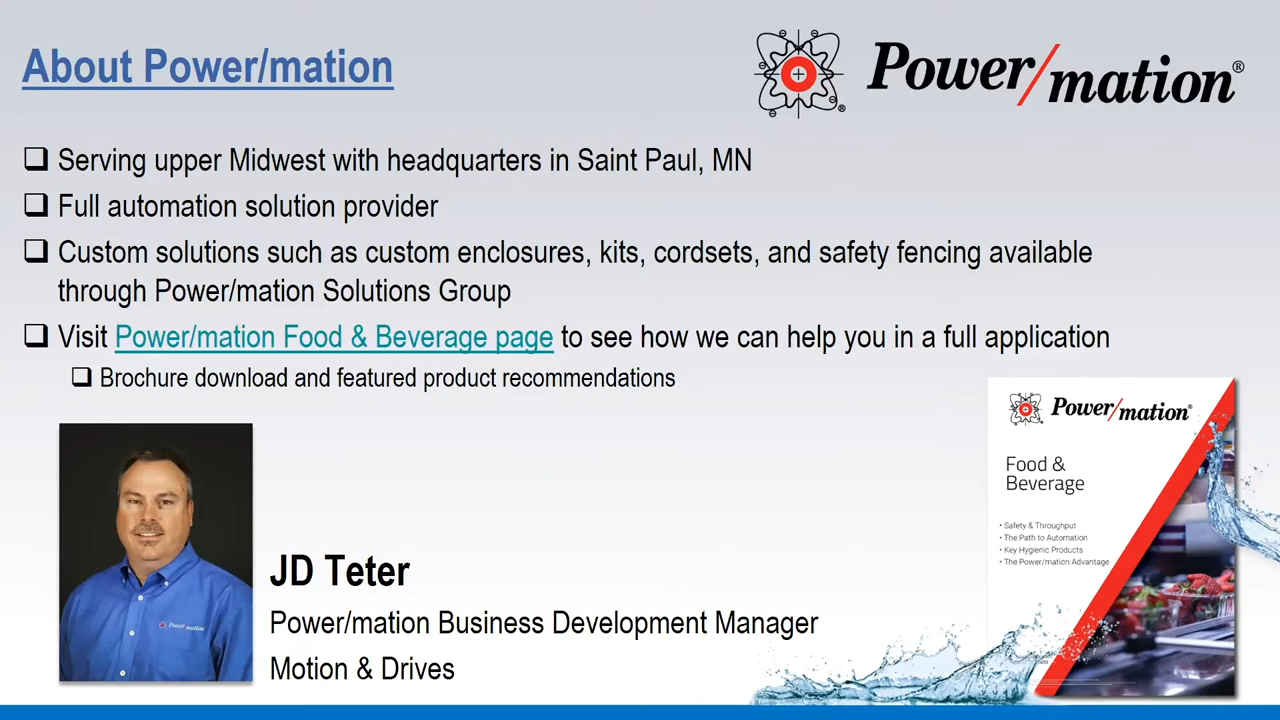 About Power/mation
Power/mation®
❑ Serving upper Midwest with headquarters in Saint Paul, MN
❑ Full automation solution provider
❑ Custom solutions such as custom enclosures, kits, cordsets, and safety fencing available
through Power/mation Solutions Group
❑ Visit Power/mation Food & Beverage page to see how we can help you in a full application
❑ Brochure download and featured product recommendations
Power/mation®
Food &
Beverage
• Safety & Throughput
• The Path to Automation
• Key Hygienic Products
• The Power/mation Advantage
Power/mation
JD Teter
Power/mation Business Development Manager
Motion & Drives